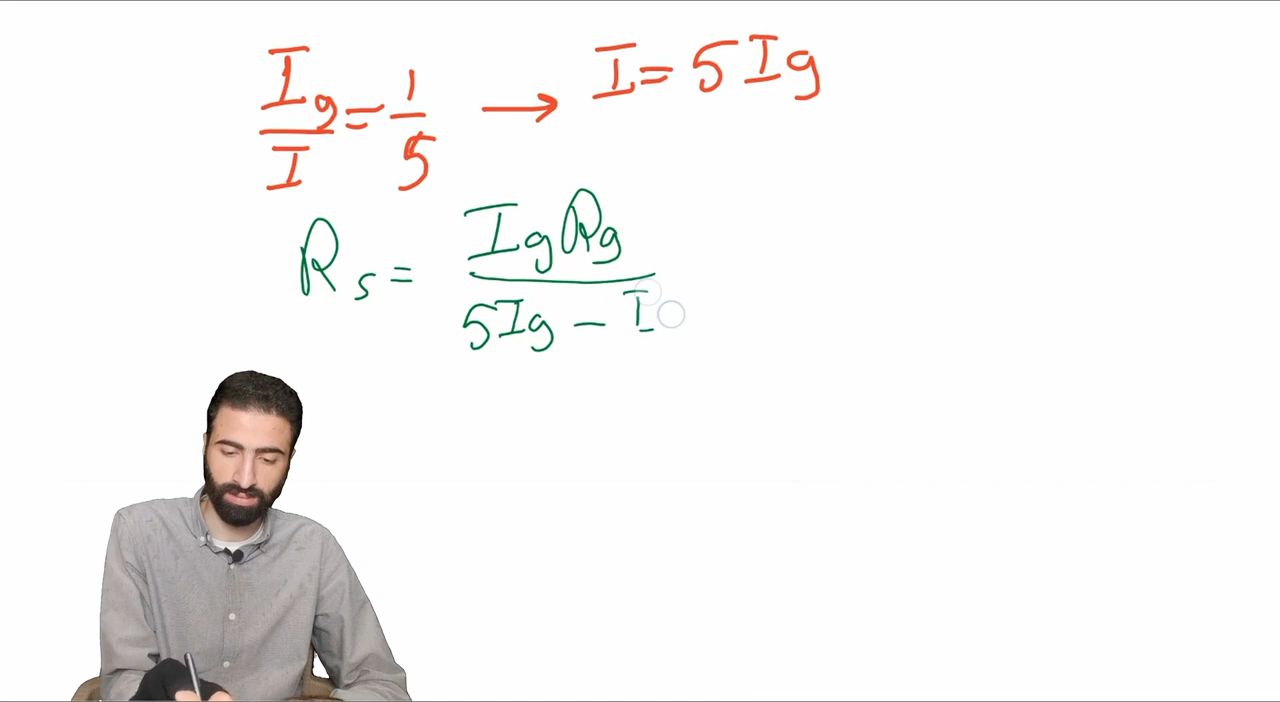 Ig/I = 1/5 → I = 5Ig
Rs = IgRg/(5Ig - I